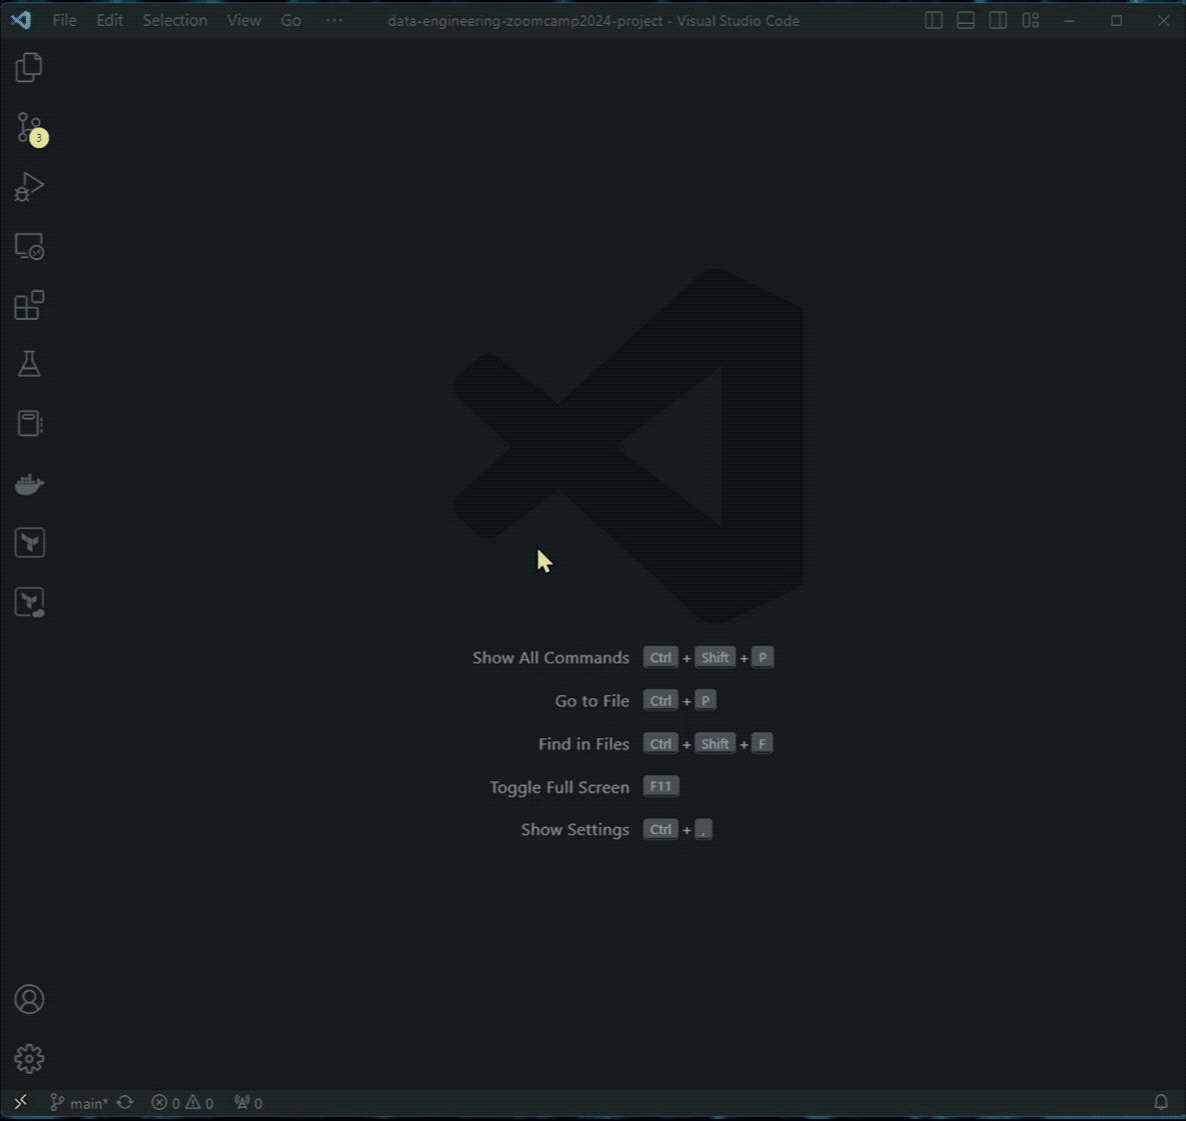 File Edit Selection View Go ··· data-engineering-zoomcamp2024-project - Visual Studio Code
3
Show All Commands Ctrl + Shift + P
Go to File Ctrl + P
Find in Files Ctrl + Shift + F
Toggle Full Screen F11
Show Settings Ctrl + ,
main* 0 0 0